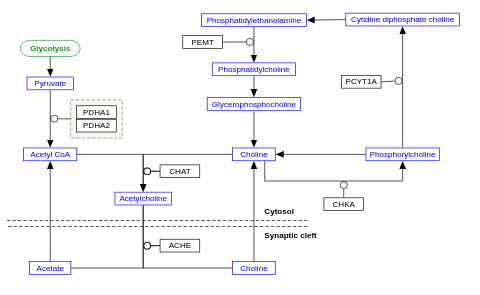 Phosphatidylethanolamine
Cytidine diphosphate choline
PEMT
Glycolysis
Phosphatidylcholine
Pyruvate
PCYT1A
Glycerophosphocholine
PDHA1
PDHA2
Acetyl CoA
Choline
Phosphorylcholine
CHAT
Acetylcholine
CHKA
Cytosol
Synaptic cleft
ACHE
Acetate
Choline